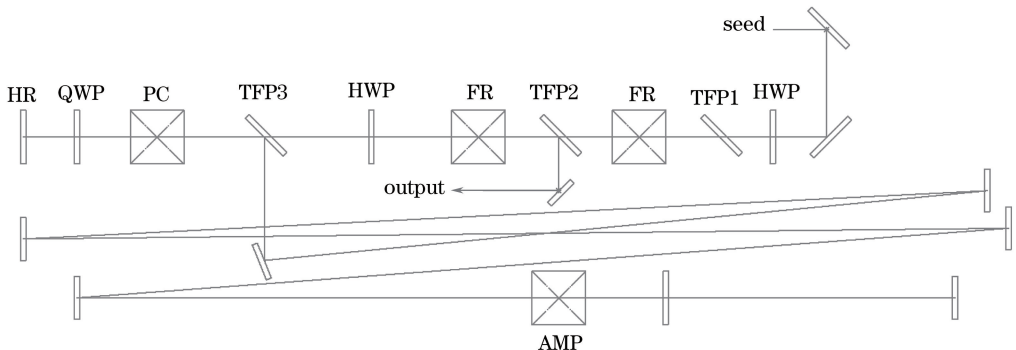 seed
HR QWP PC TFP3 HWP FR TFP2 FR TFP1 HWP
output
AMP